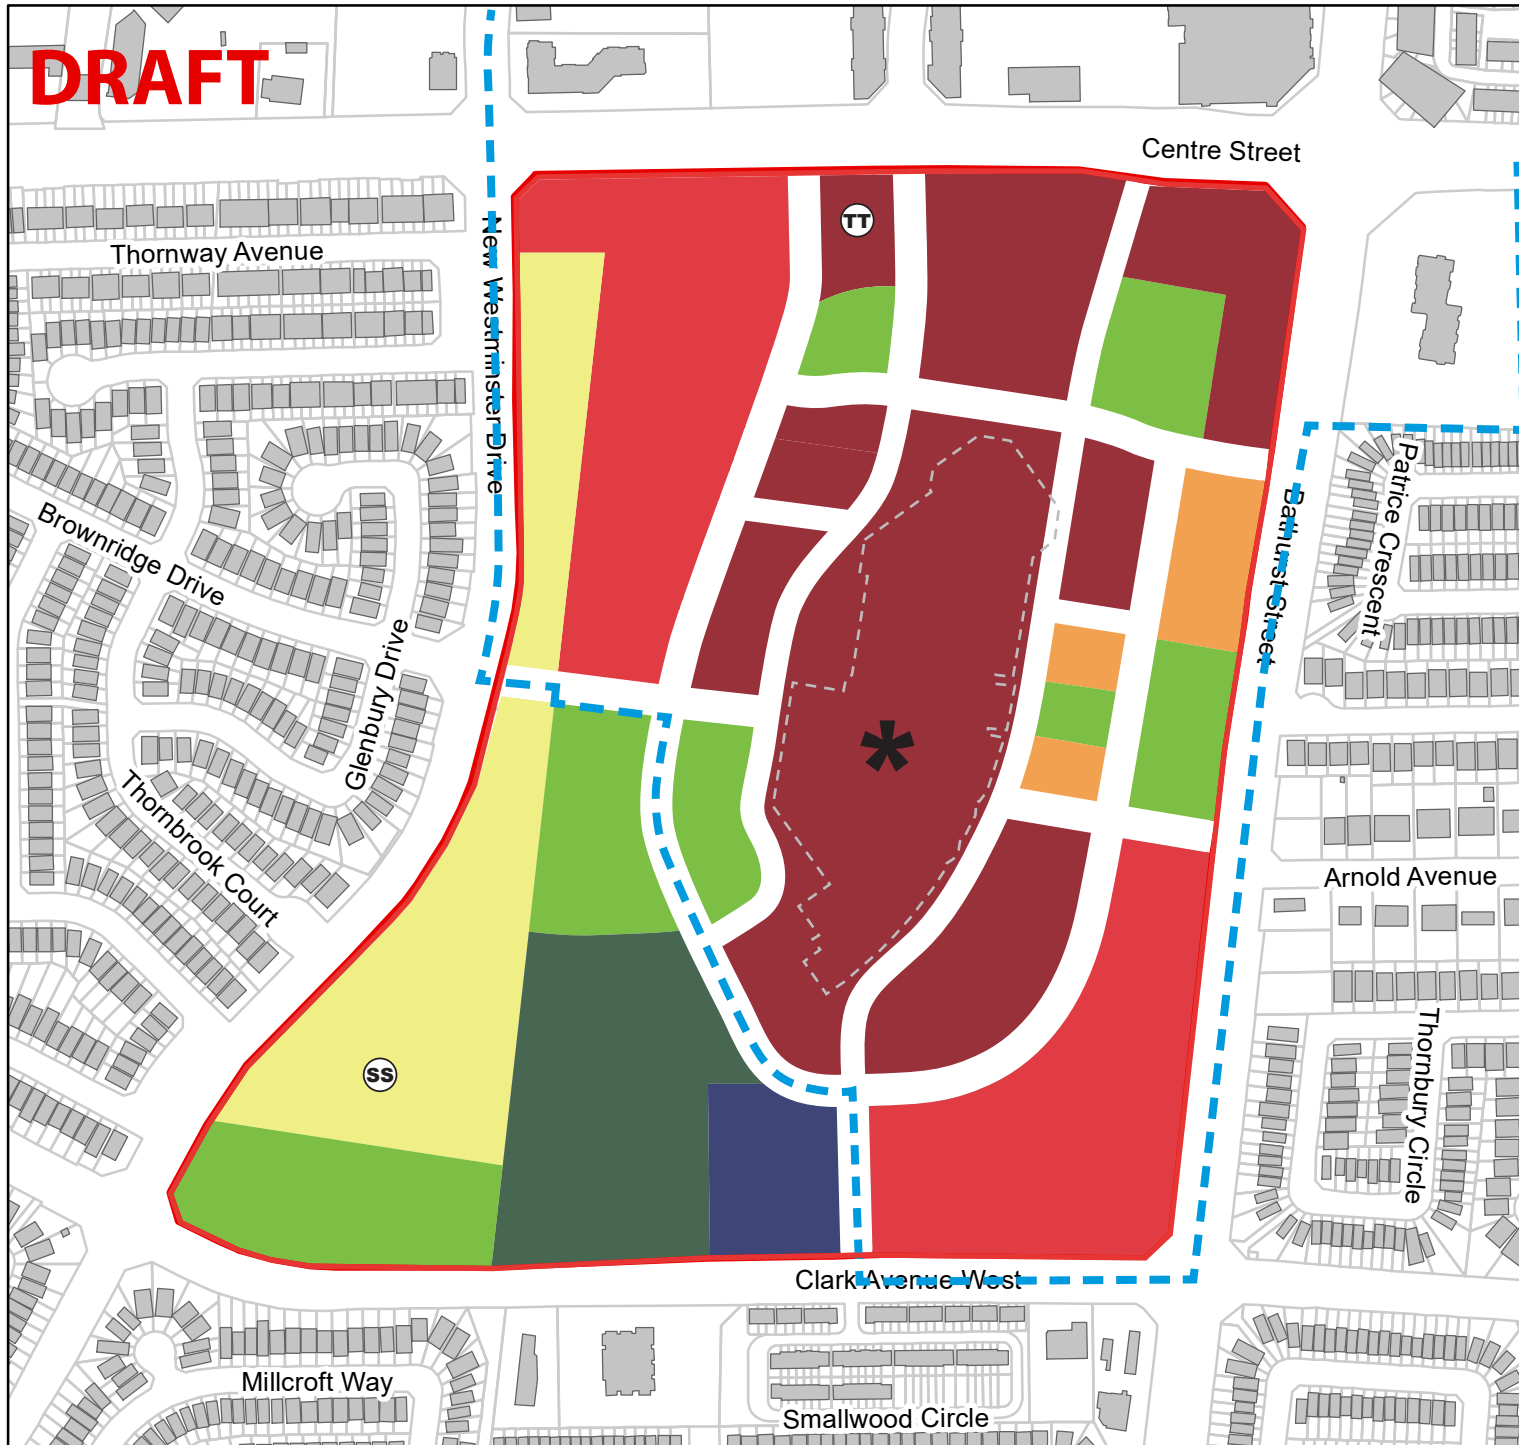 DRAFT
Centre Street
TT
Thornway Avenue
New Westminster Drive
Patrice Crescent
Bathurst Street
Brownridge Drive
Glenbury Drive
*
Thornbrook Court
Arnold Avenue
SS
Thornbury Circle
Clark Avenue West
Millcroft Way
Smallwood Circle